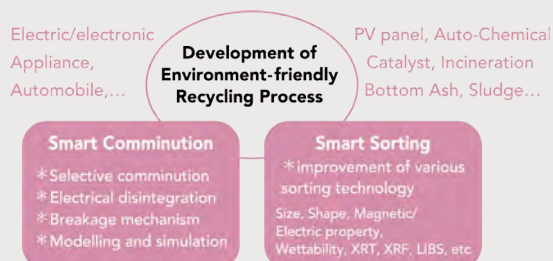 Electric/electronic
Appliance,
Automobile,…
Development of
Environment-friendly
Recycling Process
PV panel, Auto-Chemical
Catalyst, Incineration
Bottom Ash, Sludge…
Smart Comminution
*Selective comminution
*Electrical disintegration
*Breakage mechanism
*Modelling and simulation
Smart Sorting
*improvement of various
sorting technology
Size, Shape, Magnetic/
Electric property,
Wettability, XRT, XRF, LIBS, etc